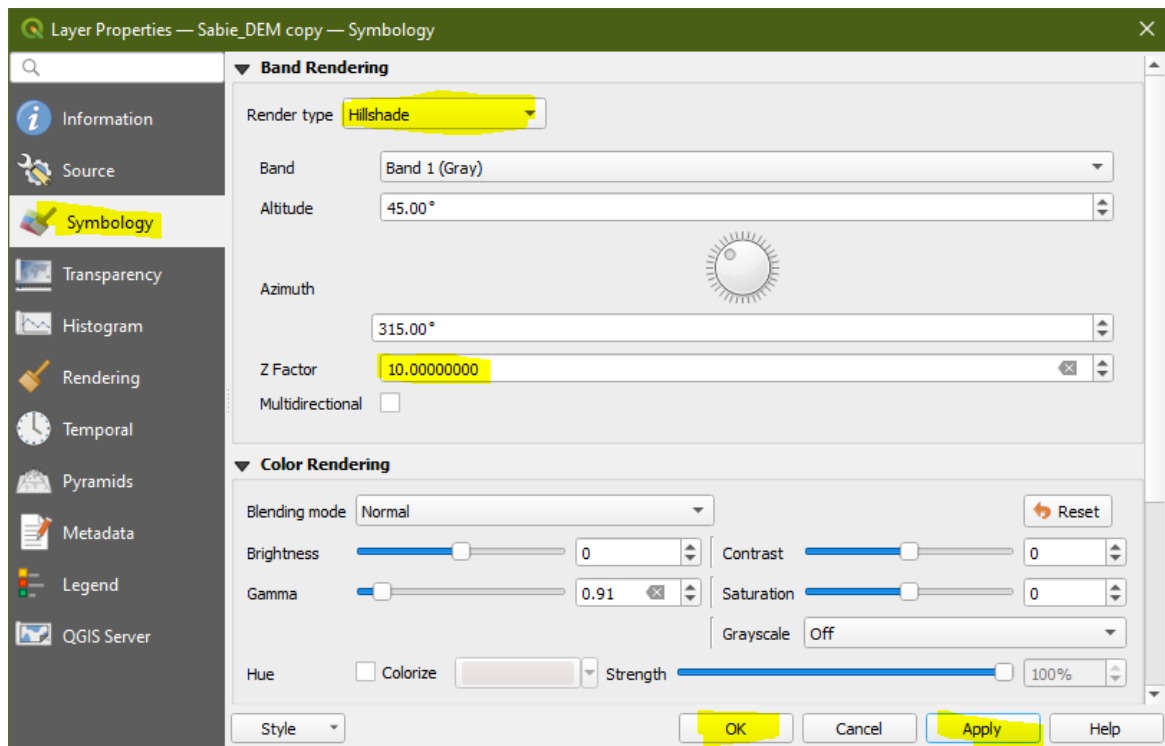 Layer Properties — Sabie_DEM copy — Symbology
Information
Source
Symbology
Transparency
Histogram
Rendering
Temporal
Pyramids
Metadata
Legend
QGIS Server
Band Rendering
Render type Hillshade
Band Band 1 (Gray)
Altitude 45.00°
Azimuth
315.00°
Z Factor 10.00000000
Multidirectional
Color Rendering
Blending mode Normal Reset
Brightness 0 Contrast 0
Gamma 0.91 Saturation 0
Grayscale Off
Hue Colorize Strength 100%
Style OK Cancel Apply Help